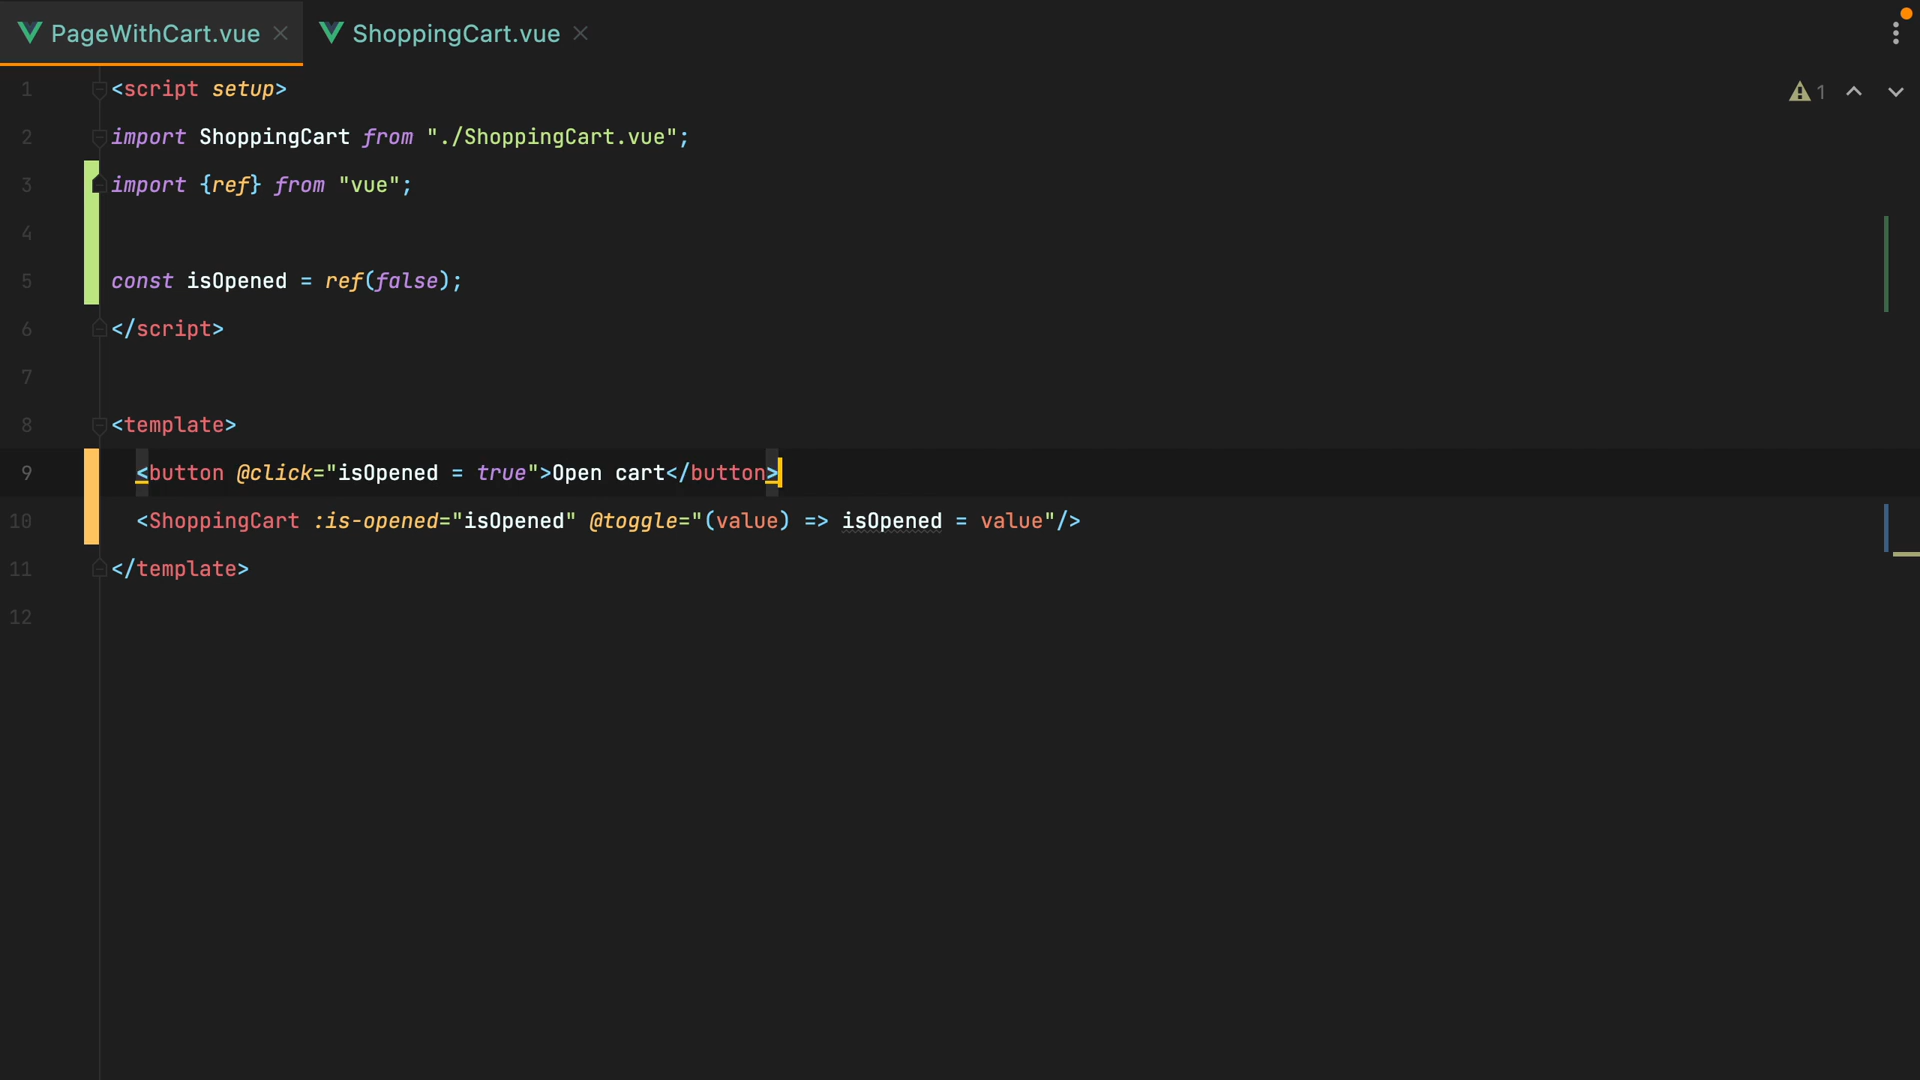 PageWithCart.vue
ShoppingCart.vue
1 <script setup>
1
2 import ShoppingCart from "./ShoppingCart.vue";
3 import {ref} from "vue";
4
5 const isOpened = ref(false);
6 </script>
7
8 <template>
9 <button @click="isOpened = true">Open cart</button>
10 <ShoppingCart :is-opened="isOpened" @toggle="(value) => isOpened = value"/>
11 </template>
12